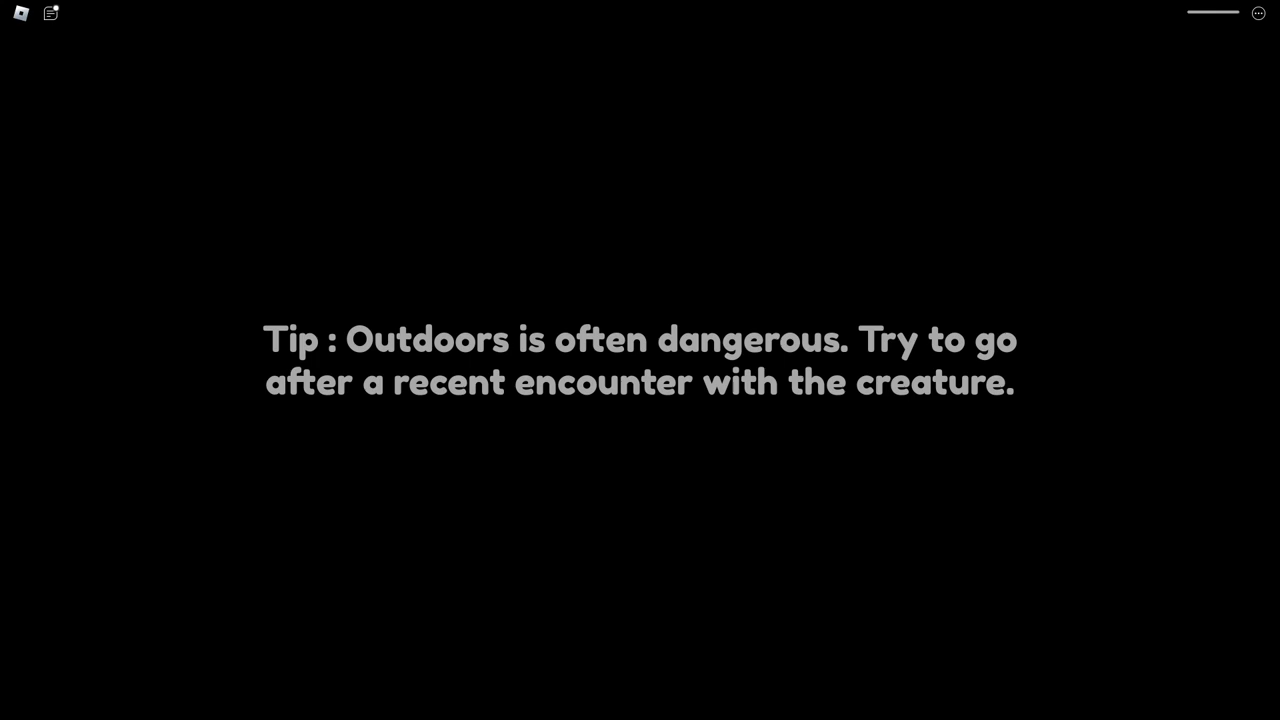 Tip : Outdoors is often dangerous. Try to go
after a recent encounter with the creature.